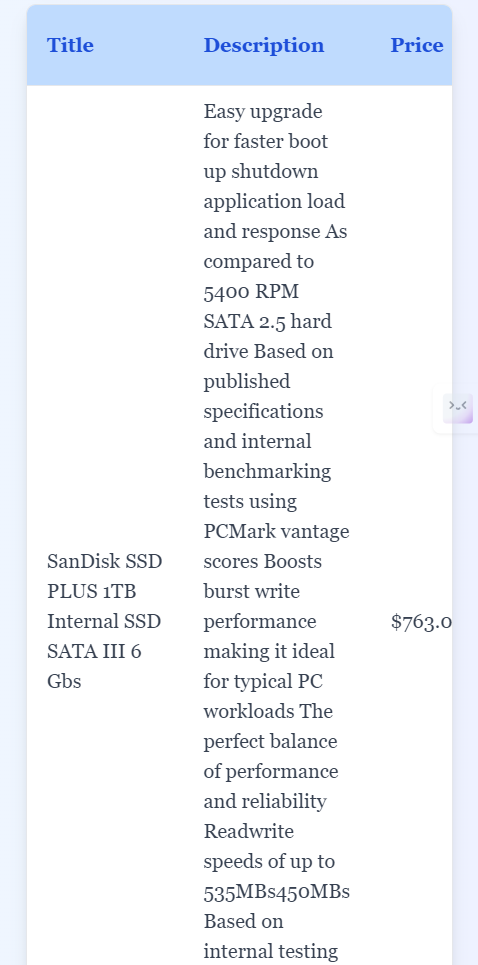 Title Description Price
SanDisk SSD
PLUS 1TB
Internal SSD
SATA III 6
Gbs
Easy upgrade
for faster boot
up shutdown
application load
and response As
compared to
5400 RPM
SATA 2.5 hard
drive Based on
published
specifications
and internal
benchmarking
tests using
PCMark vantage
scores Boosts
burst write
performance
making it ideal
for typical PC
workloads The
perfect balance
of performance
and reliability
Readwrite
speeds of up to
535MBs450MBs
Based on
internal testing
$763.0